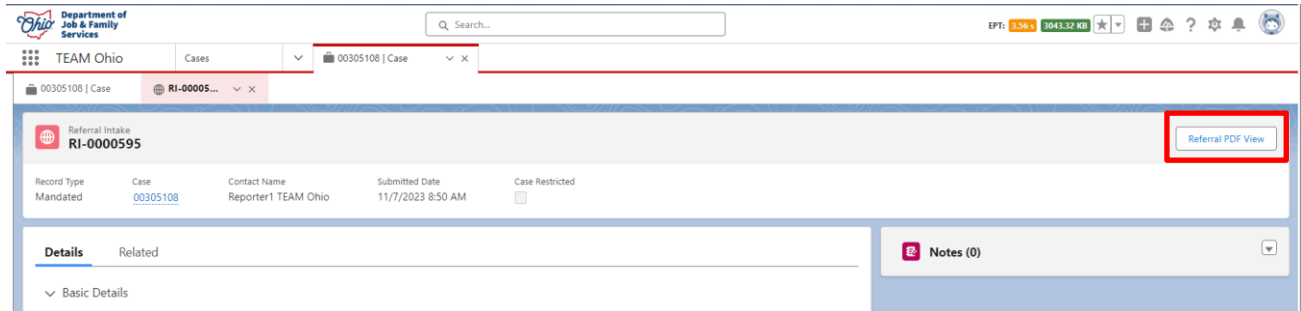 Ohio
Department of
Job & Family
Services
Search...
EPT: 3.56 s 3043.32 KB
TEAM Ohio
Cases
00305108 | Case
00305108 | Case
RI-00005...
Referral Intake
RI-0000595
Referral PDF View
Record Type
Case
Contact Name
Submitted Date
Case Restricted
Mandated
00305108
Reporter1 TEAM Ohio
11/7/2023 8:50 AM
Details
Related
Notes (0)
Basic Details